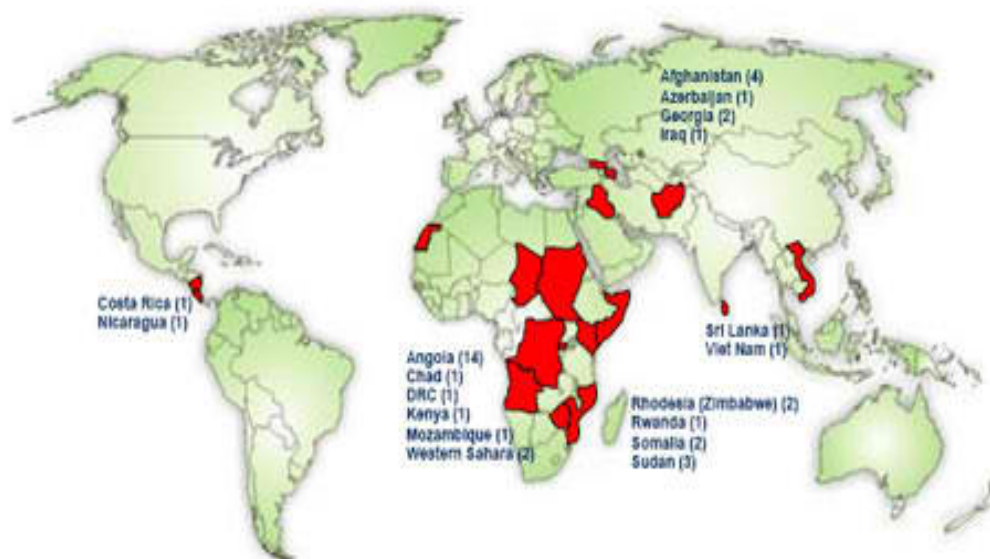 Afghanistan (4)
Azerbaijan (1)
Georgia (2)
Iraq (1)
Costa Rica (1)
Nicaragua (1)
Sri Lanka (1)
Viet Nam (1)
Angola (14)
Chad (1)
DRC (1)
Kenya (1)
Mozambique (1)
Western Sahara (2)
Rhodesia (Zimbabwe) (2)
Rwanda (1)
Somalia (2)
Sudan (3)